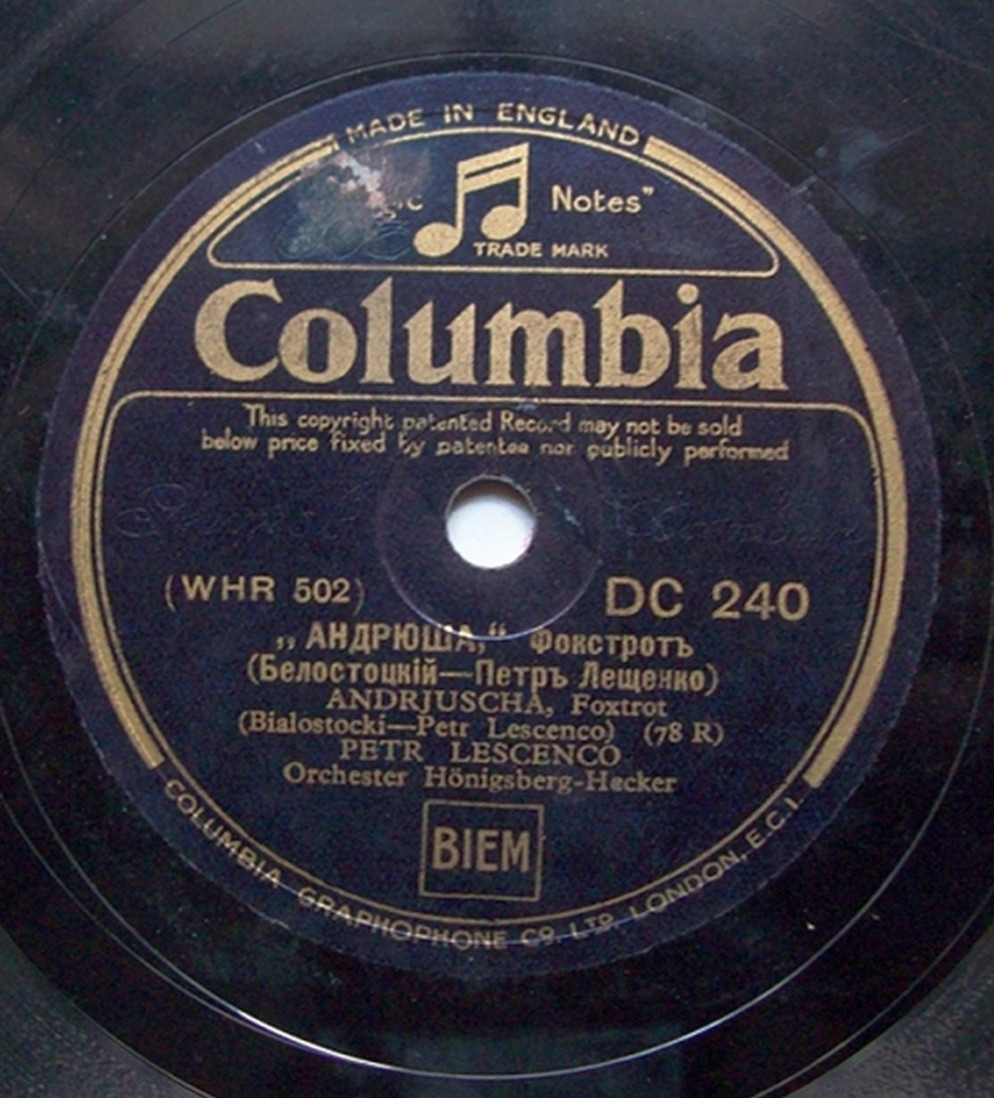 MADE IN ENGLAND
Notes"
TRADE MARK
Columbia
This copyright patented Record may not be sold
below price fixed by patentee nor publicly performed
(WHR 502)
DC 240
„ АНДРЮША,“ Фокстротъ
(Белостоцкій—Петръ Лещенко)
ANDRJUSCHA, Foxtrot
(Bialostocki—Petr Lescenco) (78 R)
PETR LESCENCO
Orchester Hönigsberg-Hecker
BIEM
COLUMBIA GRAPHOPHONE CO. LTD. LONDON, E.C.1.